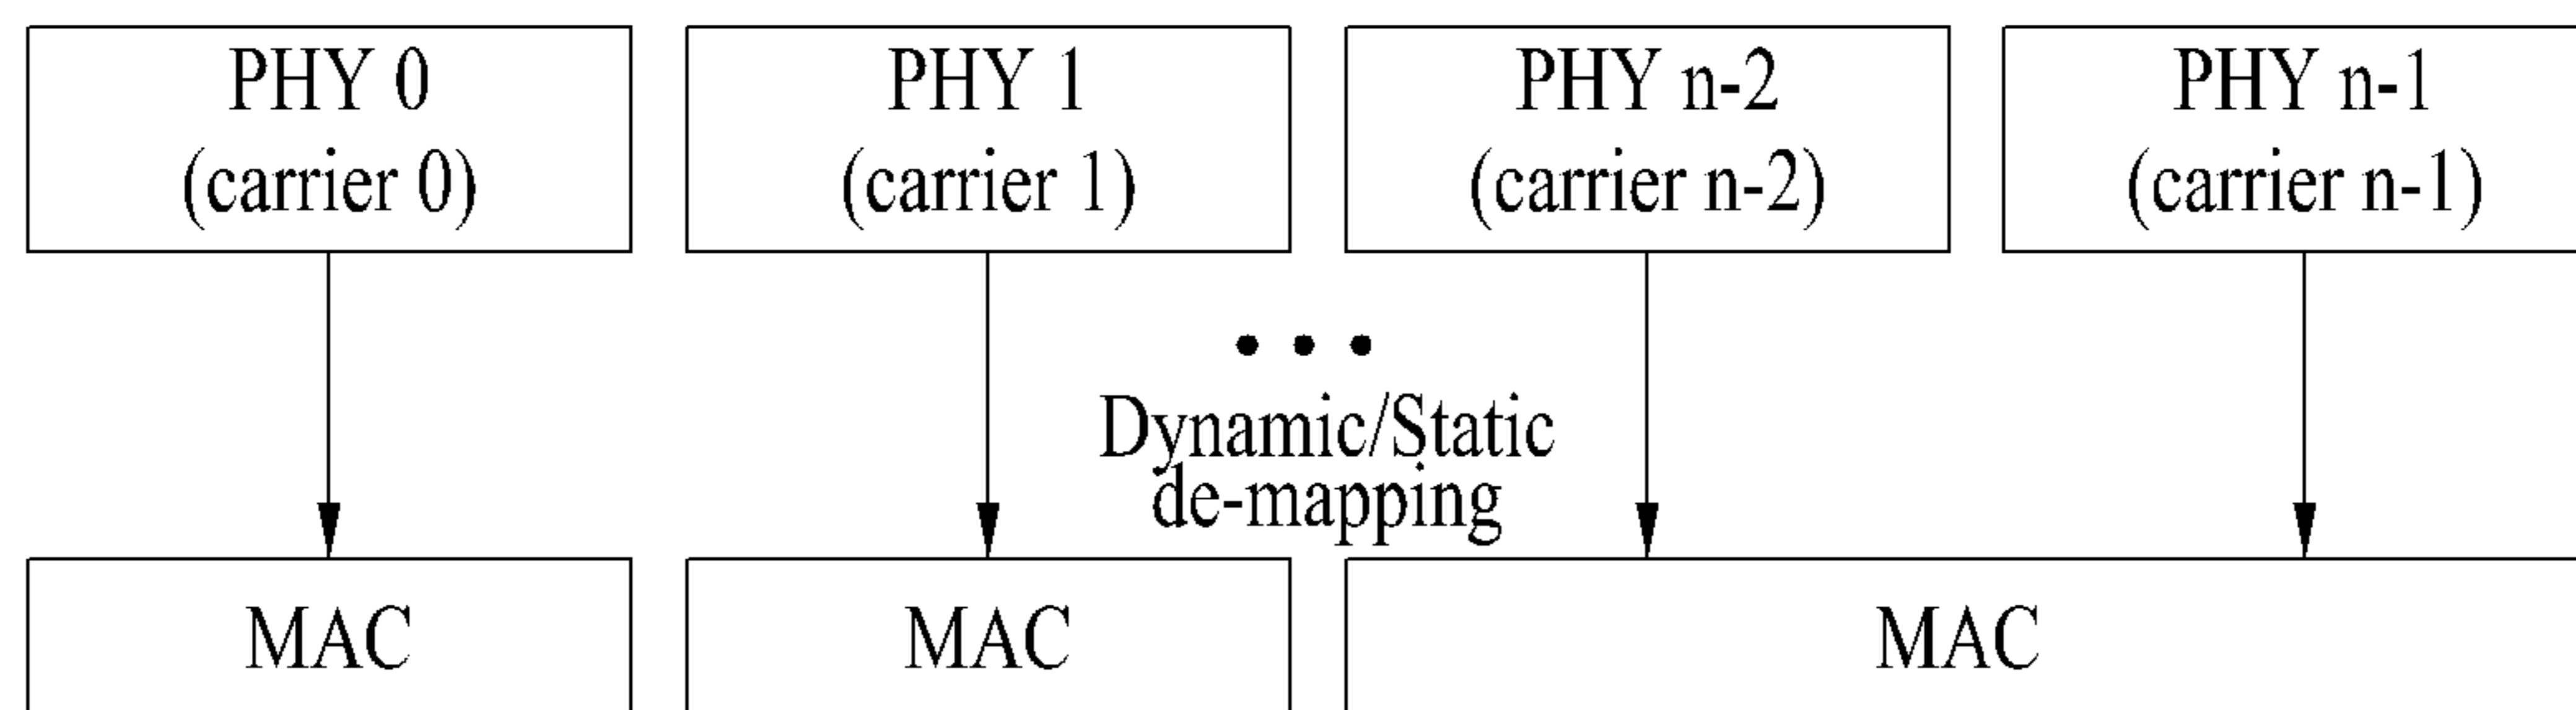 PHY 0
(carrier 0)
PHY 1
(carrier 1)
PHY n-2
(carrier n-2)
PHY n-1
(carrier n-1)
• • •
Dynamic/Static
de-mapping
MAC
MAC
MAC